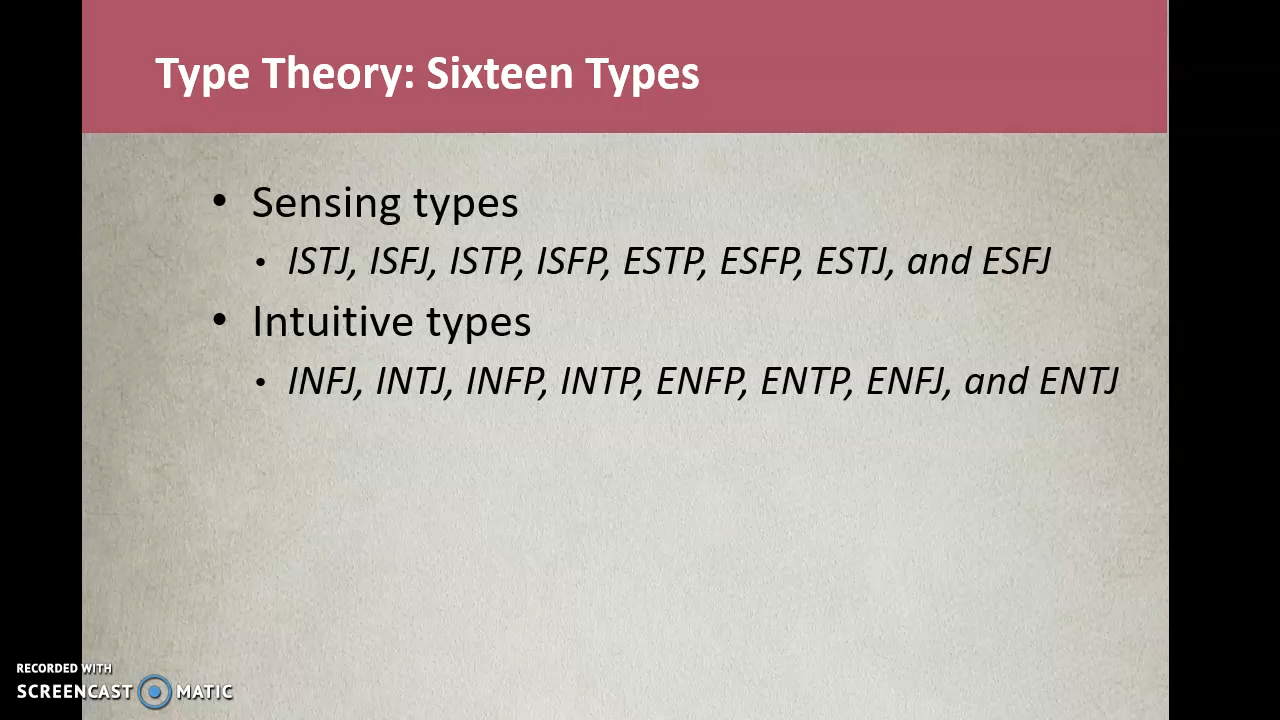 Type Theory: Sixteen Types
• Sensing types
• ISTJ, ISFJ, ISTP, ISFP, ESTP, ESFP, ESTJ, and ESFJ
• Intuitive types
• INFJ, INTJ, INFP, INTP, ENFP, ENTP, ENFJ, and ENTJ
RECORDED WITH
SCREENCAST MATIC